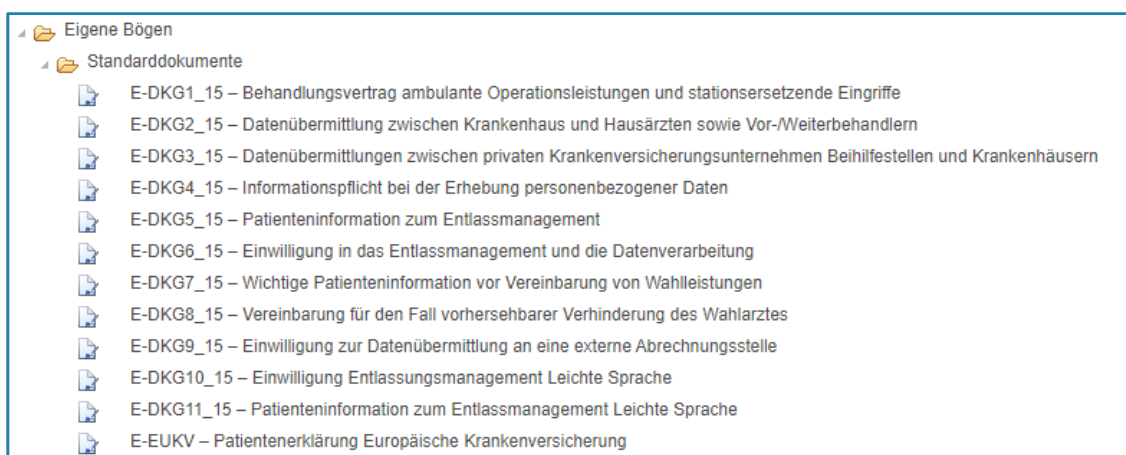 Eigene Bögen
Standarddokumente
E-DKG1_15 – Behandlungsvertrag ambulante Operationsleistungen und stationsersetzende Eingriffe
E-DKG2_15 – Datenübermittlung zwischen Krankenhaus und Hausärzten sowie Vor-/Weiterbehandlern
E-DKG3_15 – Datenübermittlungen zwischen privaten Krankenversicherungsunternehmen Beihilfestellen und Krankenhäusern
E-DKG4_15 – Informationspflicht bei der Erhebung personenbezogener Daten
E-DKG5_15 – Patienteninformation zum Entlassmanagement
E-DKG6_15 – Einwilligung in das Entlassmanagement und die Datenverarbeitung
E-DKG7_15 – Wichtige Patienteninformation vor Vereinbarung von Wahlleistungen
E-DKG8_15 – Vereinbarung für den Fall vorhersehbarer Verhinderung des Wahlarztes
E-DKG9_15 – Einwilligung zur Datenübermittlung an eine externe Abrechnungsstelle
E-DKG10_15 – Einwilligung Entlassungsmanagement Leichte Sprache
E-DKG11_15 – Patienteninformation zum Entlassmanagement Leichte Sprache
E-EUKV – Patientenerklärung Europäische Krankenversicherung